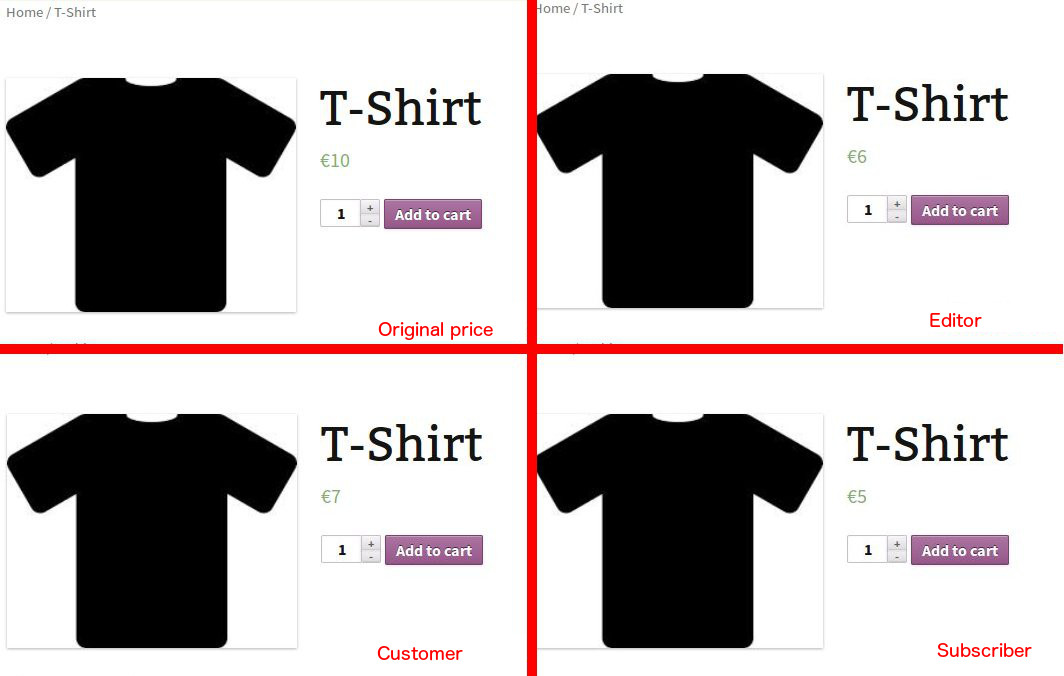 Home / T-Shirt
T-Shirt
€10
1 + -
Add to cart
Original price
Home / T-Shirt
T-Shirt
€6
1 + -
Add to cart
Editor
T-Shirt
€7
1 + -
Add to cart
Customer
T-Shirt
€5
1 + -
Add to cart
Subscriber